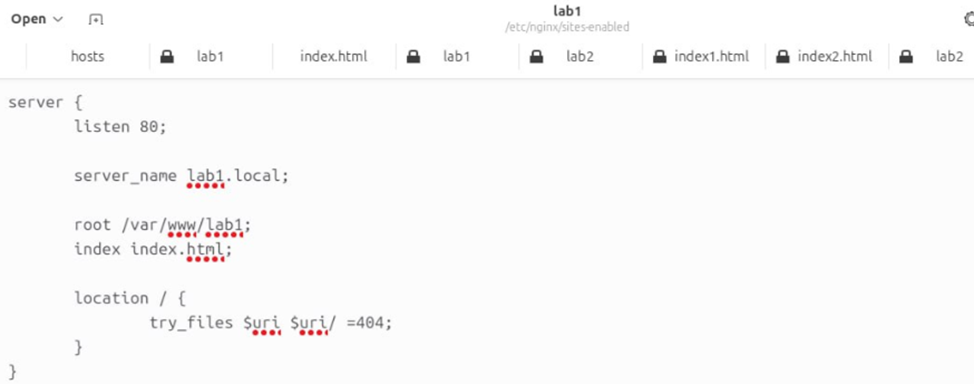 Open
lab1
/etc/nginx/sites-enabled
hosts lab1 index.html lab1 lab2 index1.html index2.html lab2
server {
listen 80;
server_name lab1.local;
root /var/www/lab1;
index index.html;
location / {
try_files $uri $uri/ =404;
}
}